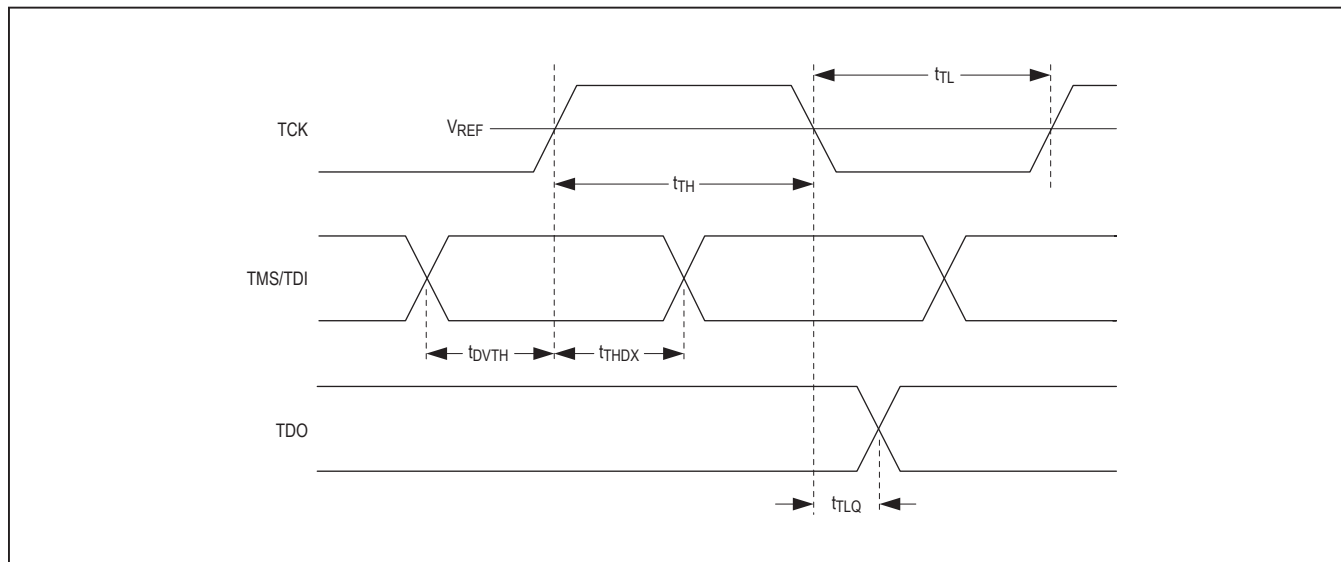 tTL
TCK
VREF
tTH
TMS/TDI
tDVTH
tTHDX
TDO
tTLQ